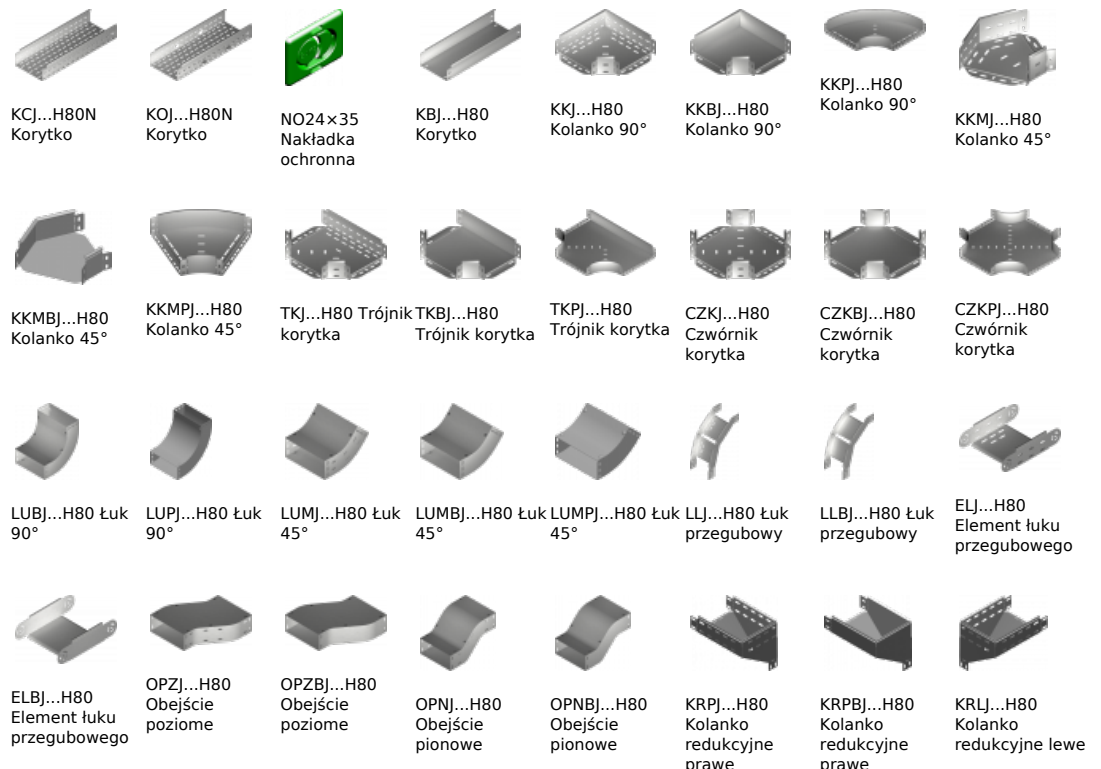 KCJ...H80N
Korytko
KOJ...H80N
Korytko
NO24×35
Nakładka
ochronna
KBJ...H80
Korytko
KKJ...H80
Kolanko 90°
KKBJ...H80
Kolanko 90°
KKPJ...H80
Kolanko 90°
KKMJ...H80
Kolanko 45°
KKMBJ...H80
Kolanko 45°
KKMPJ...H80
Kolanko 45°
TKJ...H80 Trójnik
korytka
TKBJ...H80
Trójnik korytka
TKPJ...H80
Trójnik korytka
CZKJ...H80
Czwórnik
korytka
CZKBJ...H80
Czwórnik
korytka
CZKPJ...H80
Czwórnik
korytka
LUBJ...H80 Łuk
90°
LUPJ...H80 Łuk
90°
LUMJ...H80 Łuk
45°
LUMBJ...H80 Łuk
45°
LUMPJ...H80 Łuk
45°
LLJ...H80 Łuk
przegubowy
LLBJ...H80 Łuk
przegubowy
ELJ...H80
Element łuku
przegubowego
ELBJ...H80
Element łuku
przegubowego
OPZJ...H80
Obejście
poziome
OPZBJ...H80
Obejście
poziome
OPNJ...H80
Obejście
pionowe
OPNBJ...H80
Obejście
pionowe
KRPJ...H80
Kolanko
redukcyjne
prawe
KRPBJ...H80
Kolanko
redukcyjne
prawe
KRLJ...H80
Kolanko
redukcyjne lewe